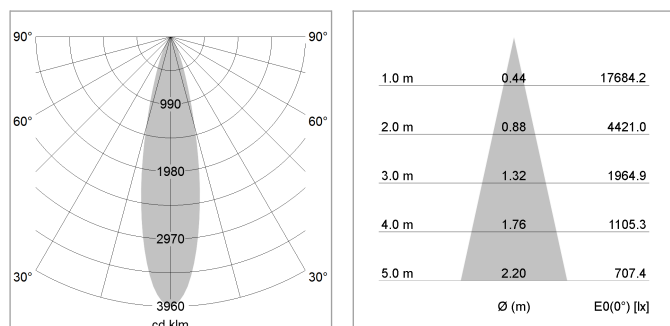 90° 90°
990
60° 60°
1980
2970
30° 30°
3960
cd klm
1.0 m 0.44 17684.2
2.0 m 0.88 4421.0
3.0 m 1.32 1964.9
4.0 m 1.76 1105.3
5.0 m 2.20 707.4
Ø (m) E0(0°) [lx]